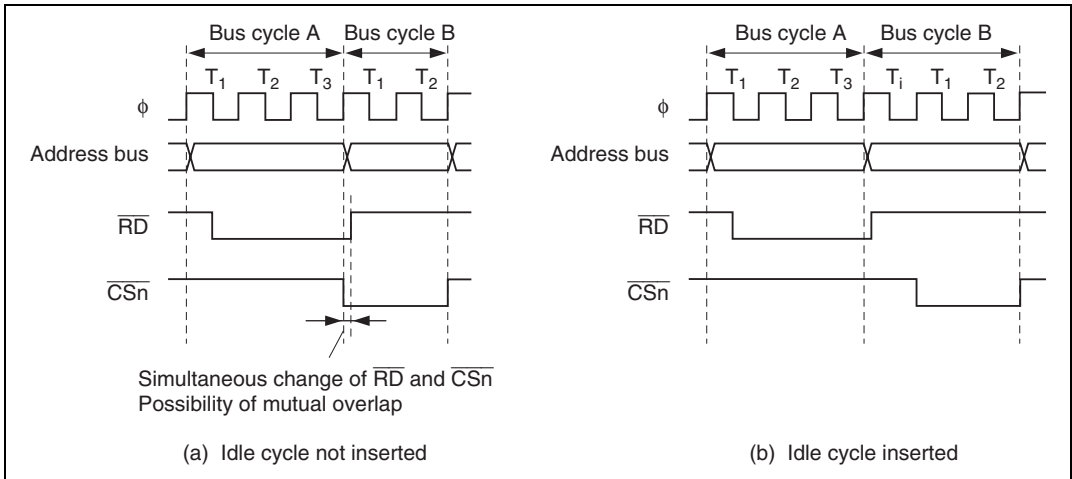 Bus cycle A Bus cycle B
T1 T2 T3 T1 T2
ϕ
Address bus
RD
CSn
Simultaneous change of RD and CSn
Possibility of mutual overlap
(a) Idle cycle not inserted
Bus cycle A Bus cycle B
T1 T2 T3 Ti T1 T2
ϕ
Address bus
RD
CSn
(b) Idle cycle inserted